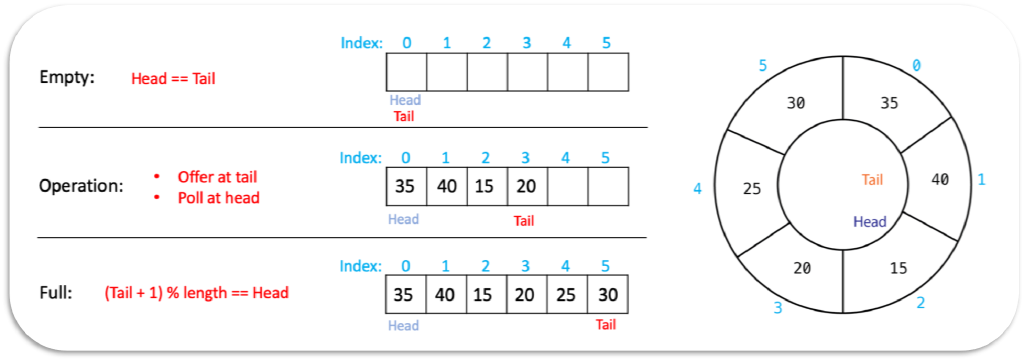 Index: 0 1 2 3 4 5
Empty: Head == Tail
Head
Tail
Index: 0 1 2 3 4 5
Operation: • Offer at tail
• Poll at head
35 40 15 20
Head Tail
Index: 0 1 2 3 4 5
Full: (Tail + 1) % length == Head
35 40 15 20 25 30
Head Tail
5 0
30 35
4 25 Tail 40 1
Head
20 15
3 2